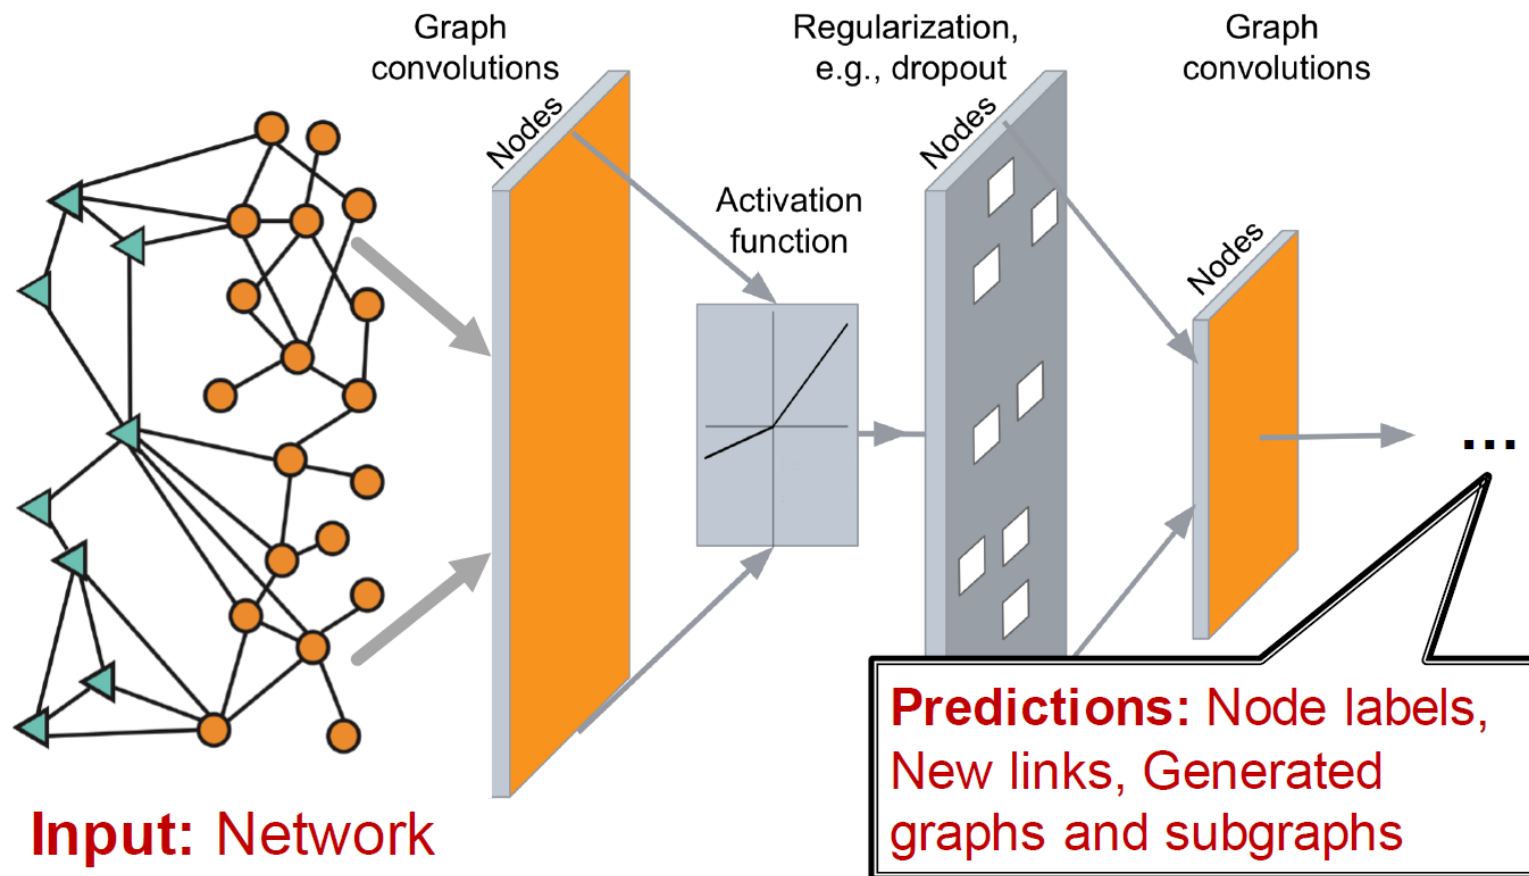 Graph
convolutions
Regularization,
e.g., dropout
Graph
convolutions
Nodes
Nodes
Activation
function
Nodes
...
Predictions: Node labels,
New links, Generated
graphs and subgraphs
Input: Network